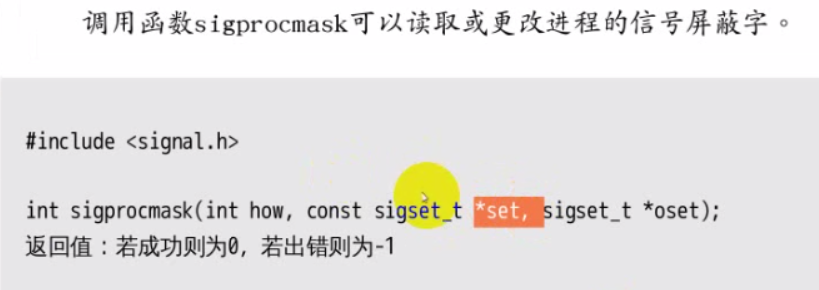 调用函数sigprocmask可以读取或更改进程的信号屏蔽字。
#include <signal.h>
int sigprocmask(int how, const sigset_t *set, sigset_t *oset);
返回值：若成功则为0, 若出错则为-1